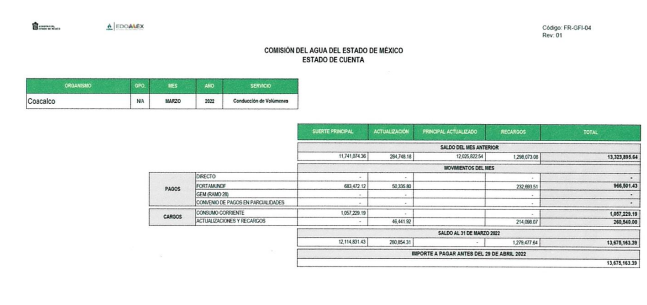 EDOMÉX
Código: FR-GFI-04
Rev. 01
COMISIÓN DEL AGUA DEL ESTADO DE MÉXICO
ESTADO DE CUENTA
ORGANISMO OPD. MES AÑO SERVICIO
Coacalco N/A MARZO 2022 Conducción de Volúmenes
SUERTE PRINCIPAL ACTUALIZACIÓN PRINCIPAL ACTUALIZADO RECARGOS TOTAL
SALDO DEL MES ANTERIOR
11,741,074.36 284,748.18 12,025,822.54 1,298,073.08 13,323,895.64
MOVIMIENTOS DEL MES
PAGOS
DIRECTO - - - -
FORTAMUNDF 683,472.12 50,335.80 232,693.51 966,501.43
GEM (RAMO 28) - - - -
CONVENIO DE PAGOS EN PARCIALIDADES - - - -
CARGOS
CONSUMO CORRIENTE 1,057,229.19 - 1,057,229.19
ACTUALIZACIONES Y RECARGOS - 46,441.92 214,098.07 260,540.00
SALDO AL 31 DE MARZO 2022
12,114,831.43 280,854.31 - 1,279,477.64 13,675,163.39
IMPORTE A PAGAR ANTES DEL 29 DE ABRIL 2022
13,675,163.39